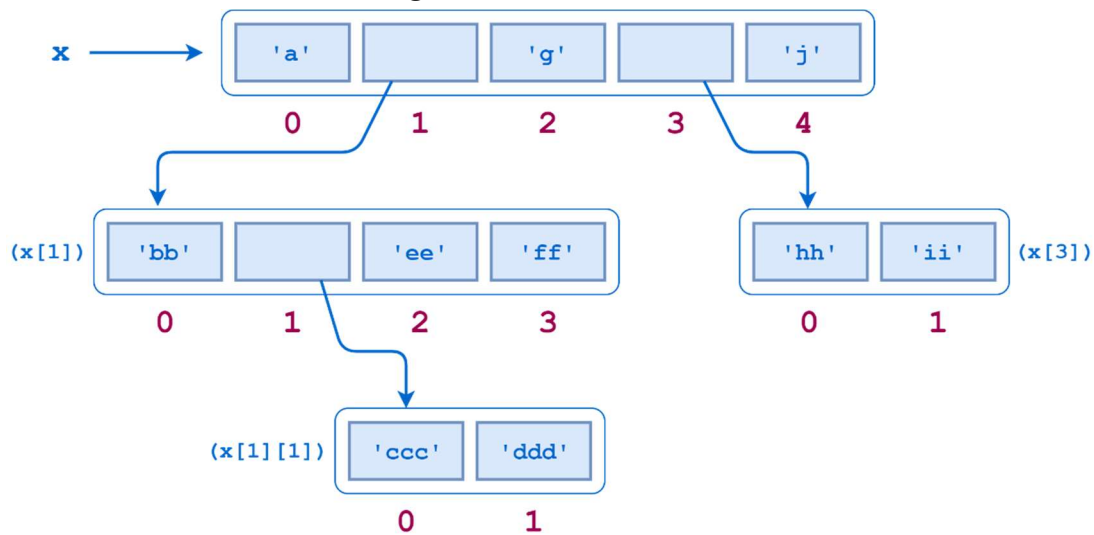 x 'a' 'g' 'j'
0 1 2 3 4
(x[1]) 'bb' 'ee' 'ff' 'hh' 'ii' (x[3])
0 1 2 3 0 1
(x[1][1]) 'ccc' 'ddd'
0 1